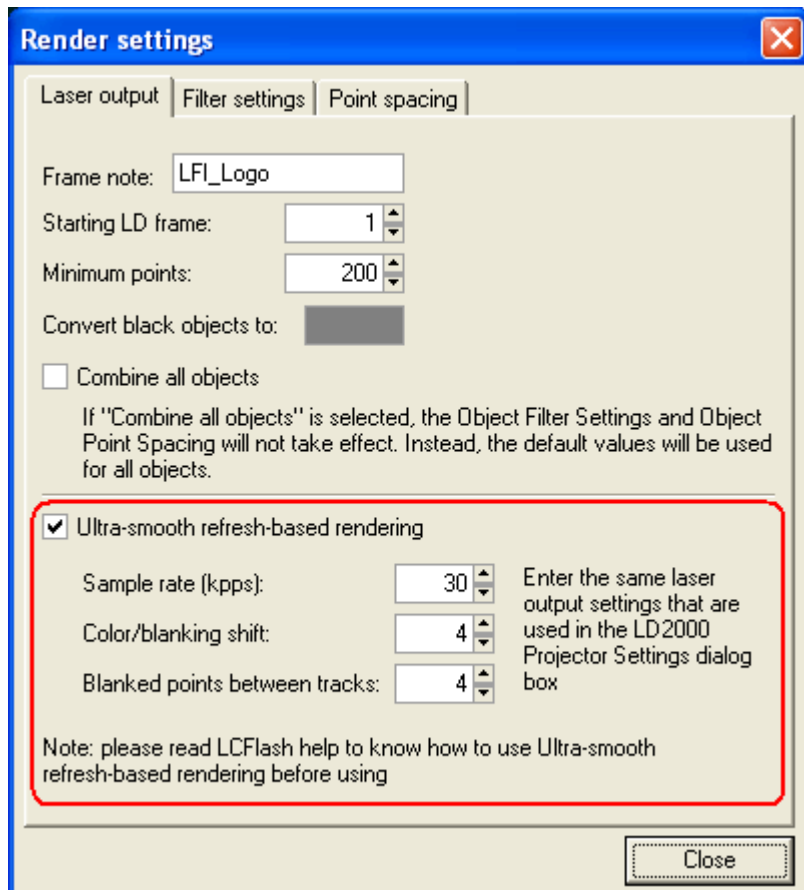 Render settings
Laser output
Filter settings
Point spacing
Frame note: LFI_Logo
Starting LD frame: 1
Minimum points: 200
Convert black objects to:
Combine all objects
If "Combine all objects" is selected, the Object Filter Settings and Object
Point Spacing will not take effect. Instead, the default values will be used
for all objects.
Ultra-smooth refresh-based rendering
Sample rate (kpps): 30
Color/blanking shift: 4
Blanked points between tracks: 4
Enter the same laser
output settings that are
used in the LD2000
Projector Settings dialog
box
Note: please read LCFlash help to know how to use Ultra-smooth
refresh-based rendering before using
Close